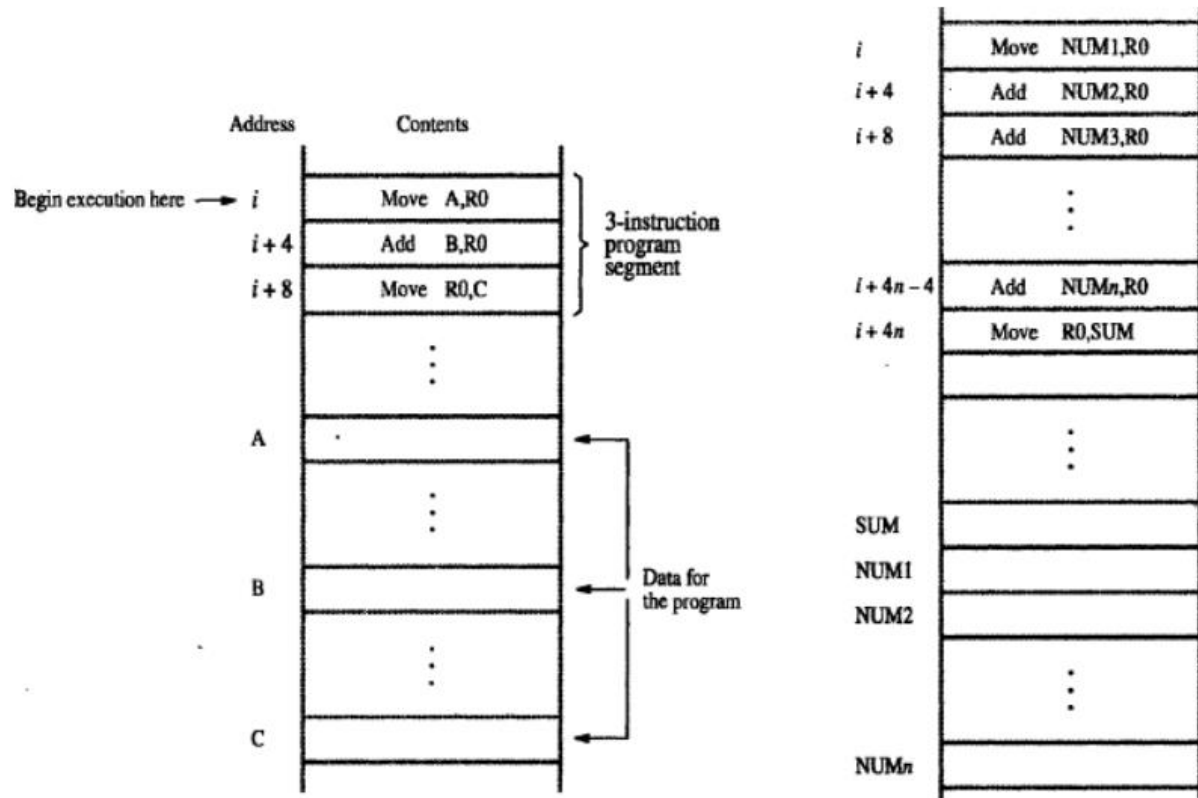 Address Contents
Begin execution here i Move A,R0
i + 4 Add B,R0
i + 8 Move R0,C
3-instruction
program
segment
A
B
Data for
the program
C
i Move NUM1,R0
i + 4 Add NUM2,R0
i + 8 Add NUM3,R0
i + 4n − 4 Add NUMn,R0
i + 4n Move R0,SUM
SUM
NUM1
NUM2
NUMn